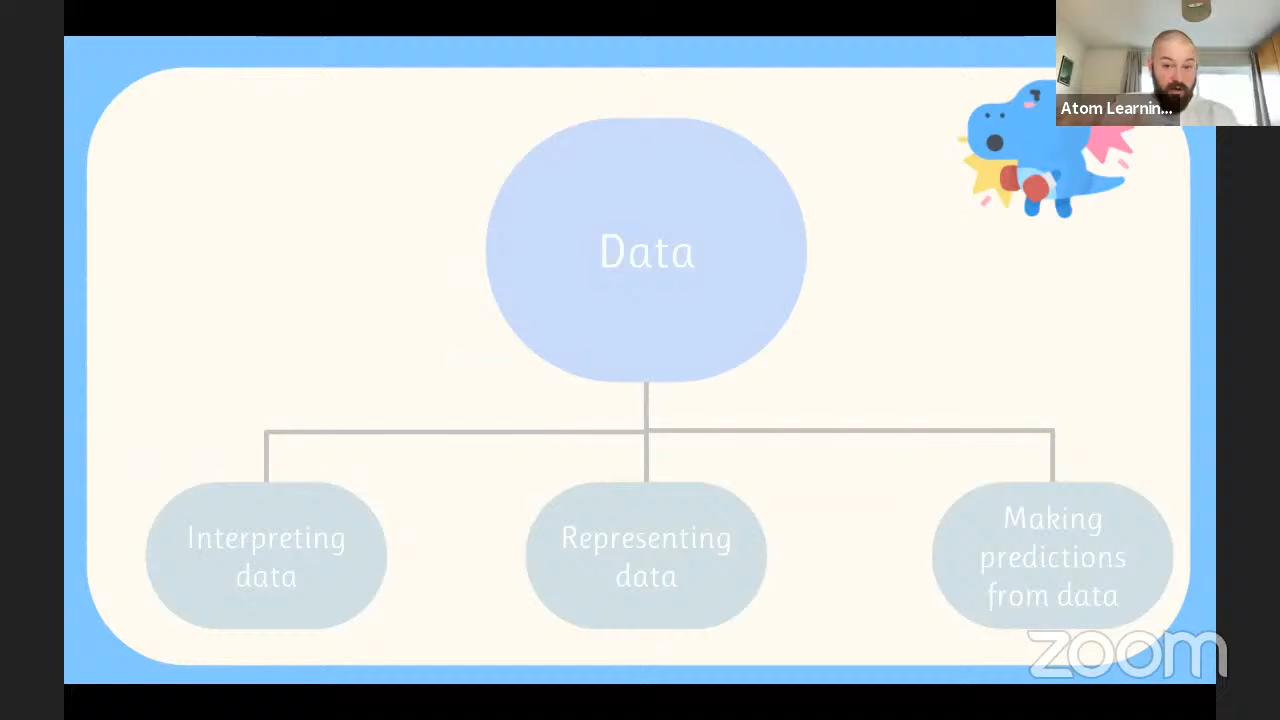 Atom Learnin...
Data
Interpreting
data
Representing
data
Making
predictions
from data
zoom